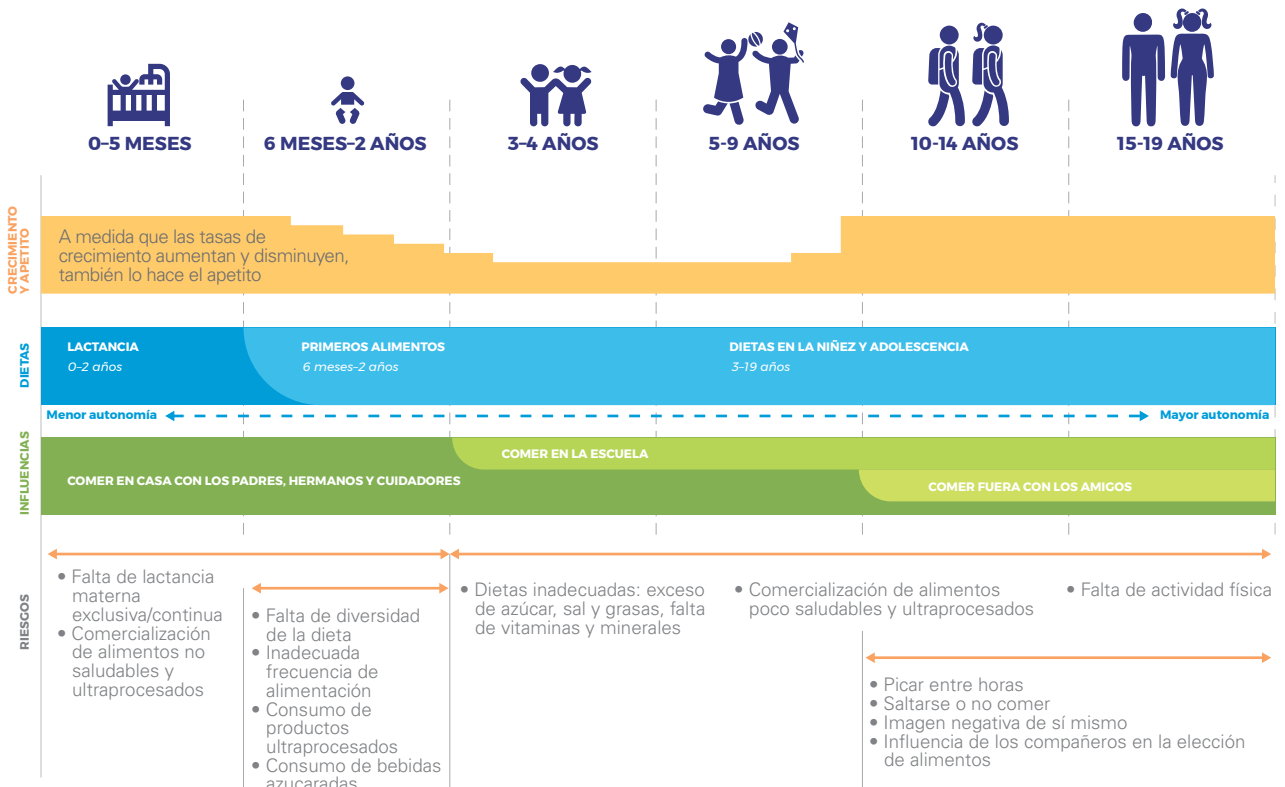 0–5 MESES
6 MESES–2 AÑOS
3–4 AÑOS
5-9 AÑOS
10-14 AÑOS
15-19 AÑOS
CRECIMIENTO
Y APETITO
A medida que las tasas de
crecimiento aumentan y disminuyen,
también lo hace el apetito
DIETAS
LACTANCIA
0–2 años
PRIMEROS ALIMENTOS
6 meses–2 años
DIETAS EN LA NIÑEZ Y ADOLESCENCIA
3–19 años
Menor autonomía
Mayor autonomía
INFLUENCIAS
COMER EN LA ESCUELA
COMER EN CASA CON LOS PADRES, HERMANOS Y CUIDADORES
COMER FUERA CON LOS AMIGOS
RIESGOS
• Falta de lactancia
materna
exclusiva/continua
• Comercialización
de alimentos no
saludables y
ultraprocesados
• Falta de diversidad
de la dieta
• Inadecuada
frecuencia de
alimentación
• Consumo de
productos
ultraprocesados
• Consumo de bebidas
azucaradas
• Dietas inadecuadas: exceso
de azúcar, sal y grasas, falta
de vitaminas y minerales
• Comercialización de alimentos
poco saludables y ultraprocesados
• Falta de actividad física
• Picar entre horas
• Saltarse o no comer
• Imagen negativa de sí mismo
• Influencia de los compañeros en la elección
de alimentos